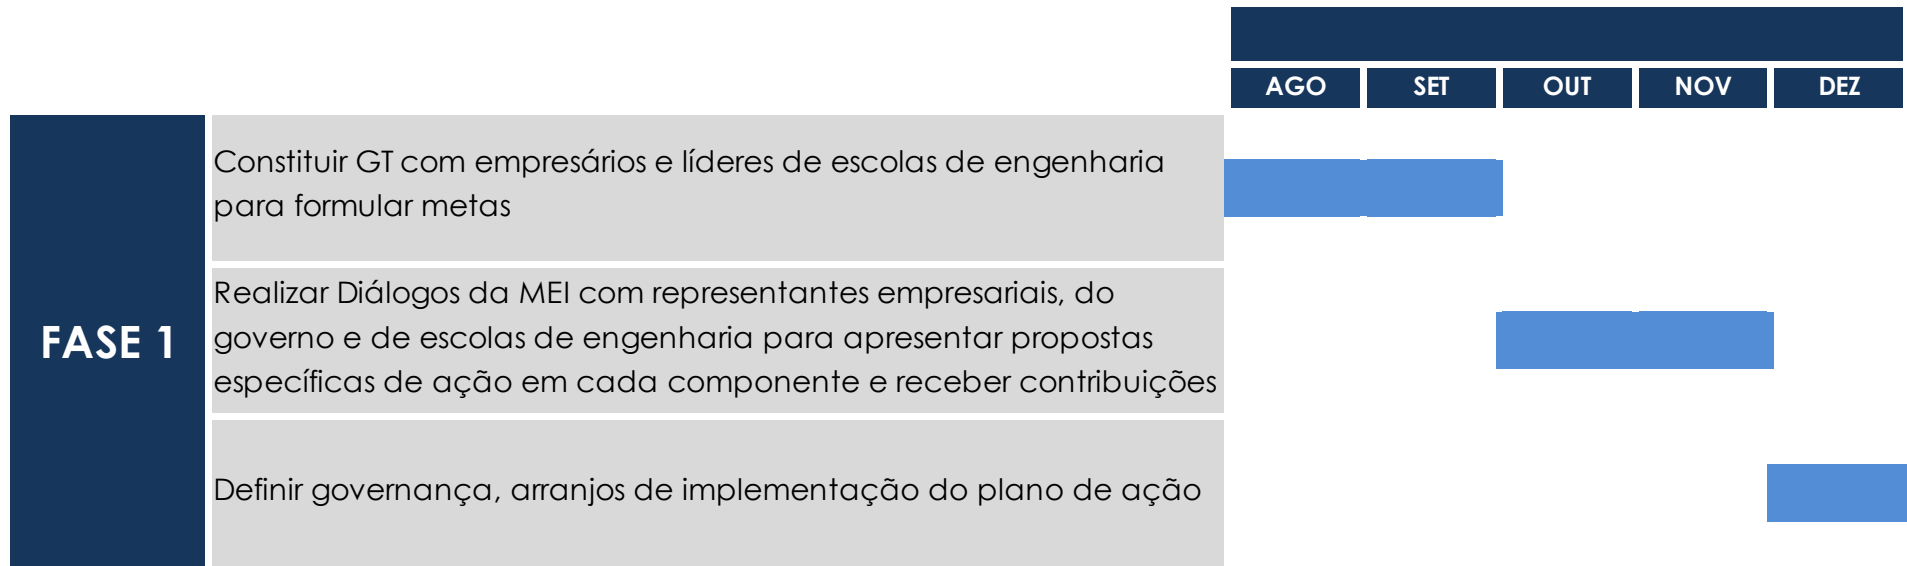 AGO SET OUT NOV DEZ
FASE 1
Constituir GT com empresários e líderes de escolas de engenharia
para formular metas
Realizar Diálogos da MEI com representantes empresariais, do
governo e de escolas de engenharia para apresentar propostas
específicas de ação em cada componente e receber contribuições
Definir governança, arranjos de implementação do plano de ação